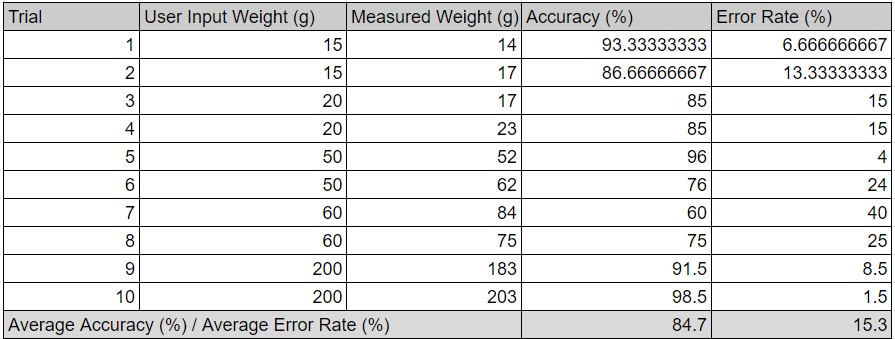 Trial User Input Weight (g) Measured Weight (g) Accuracy (%) Error Rate (%)
1 15 14 93.33333333 6.666666667
2 15 17 86.66666667 13.33333333
3 20 17 85 15
4 20 23 85 15
5 50 52 96 4
6 50 62 76 24
7 60 84 60 40
8 60 75 75 25
9 200 183 91.5 8.5
10 200 203 98.5 1.5
Average Accuracy (%) / Average Error Rate (%) 84.7 15.3